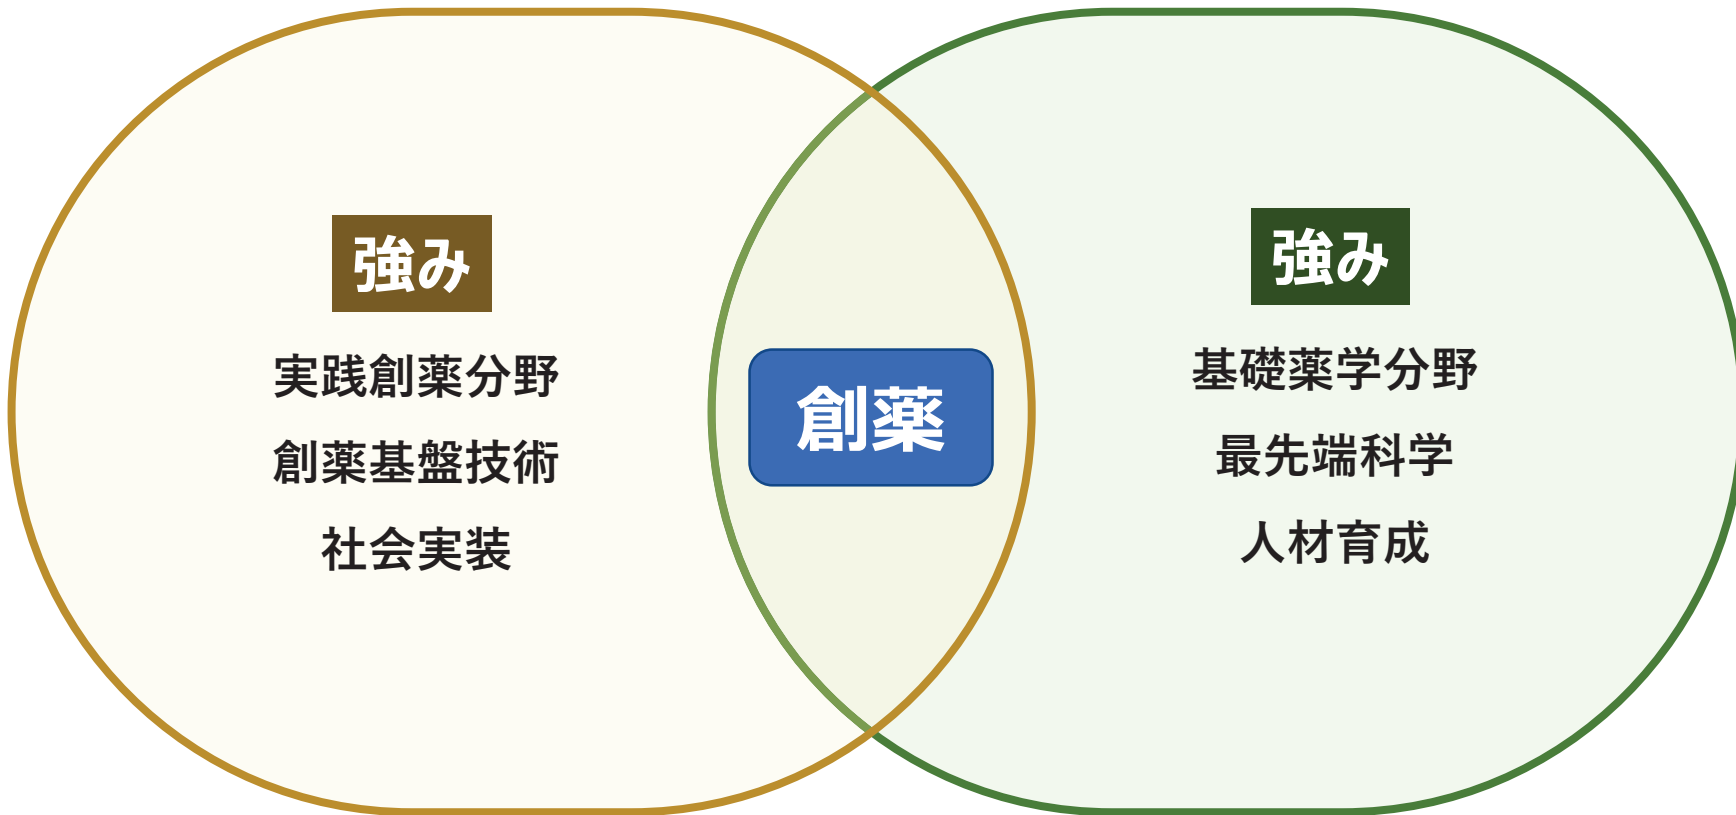 強み
実践創薬分野
創薬基盤技術
社会実装
創薬
強み
基礎薬学分野
最先端科学
人材育成